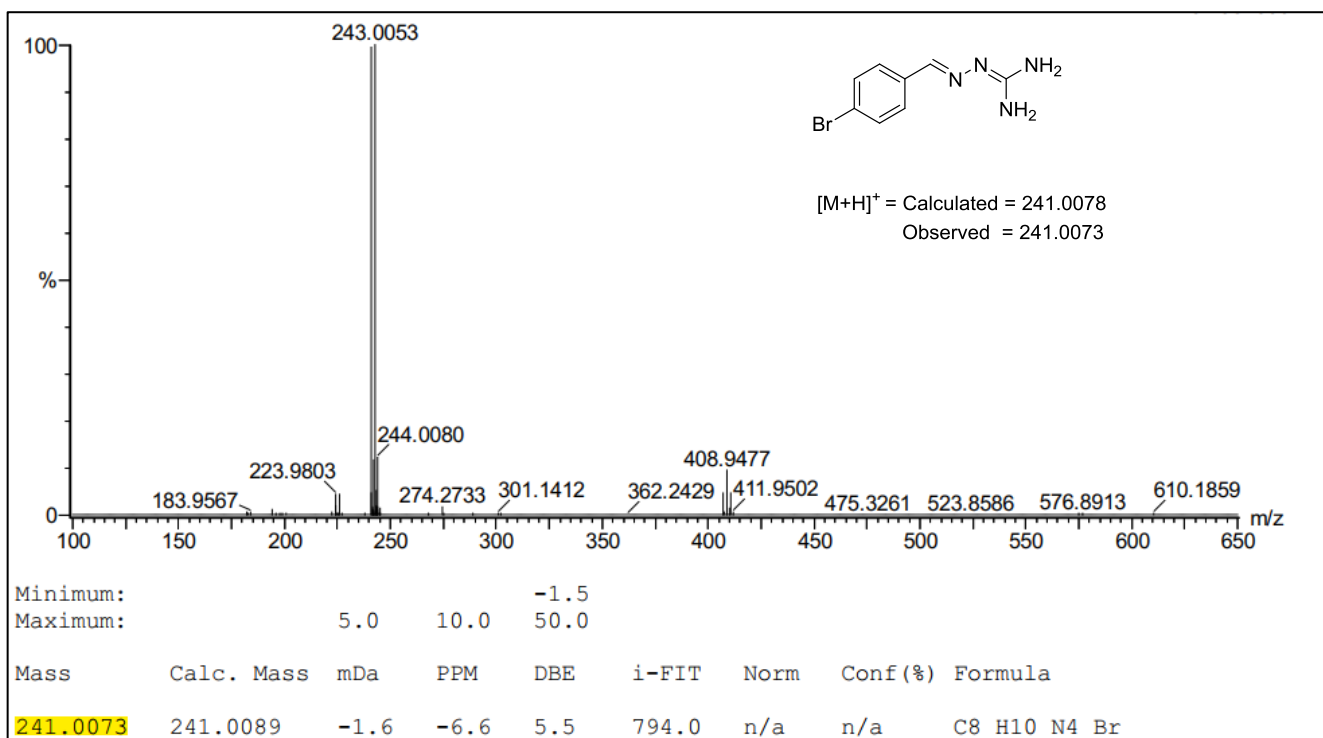 243.0053
100
%
0
244.0080
223.9803
183.9567
274.2733
301.1412
362.2429
408.9477
411.9502
475.3261
523.8586
576.8913
610.1859
m/z
100 150 200 250 300 350 400 450 500 550 600 650
Br
N
N
NH2
NH2
[M+H]+ = Calculated = 241.0078
Observed = 241.0073
Minimum: -1.5
Maximum: 5.0 10.0 50.0
Mass Calc. Mass mDa PPM DBE i-FIT Norm Conf(%) Formula
241.0073 241.0089 -1.6 -6.6 5.5 794.0 n/a n/a C8 H10 N4 Br